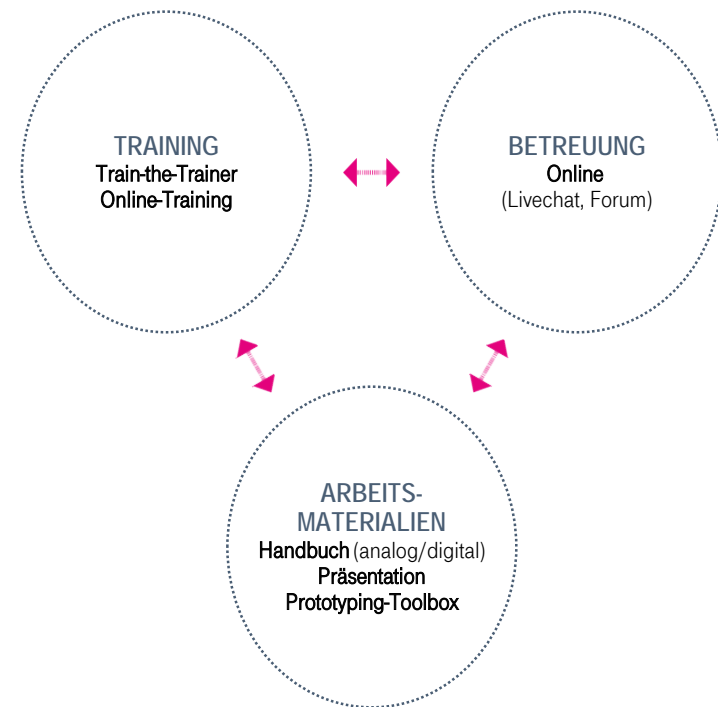 TRAINING
Train-the-Trainer
Online-Training
BETREUUNG
Online
(Livechat, Forum)
ARBEITS-
MATERIALIEN
Handbuch (analog/digital)
Präsentation
Prototyping-Toolbox